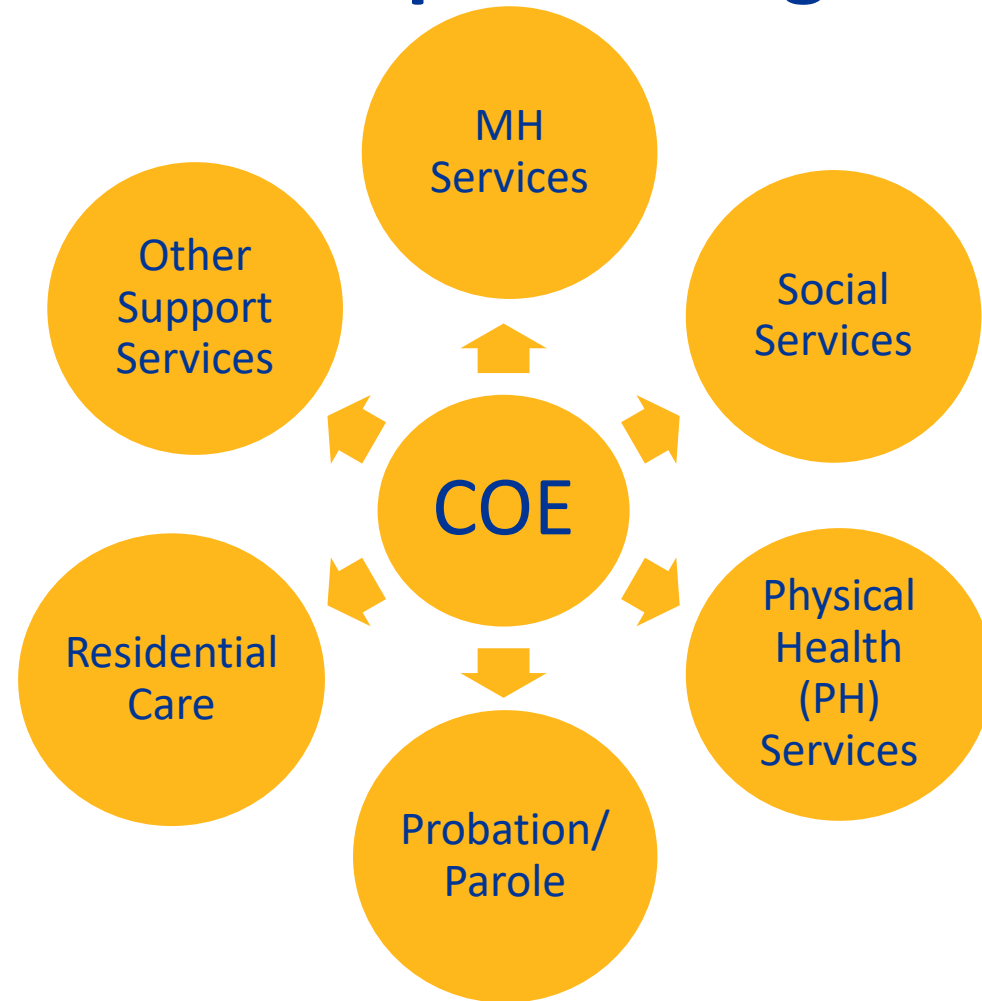 MH
Services
Other
Support
Services
Social
Services
COE
Residential
Care
Physical
Health
(PH)
Services
Probation/
Parole